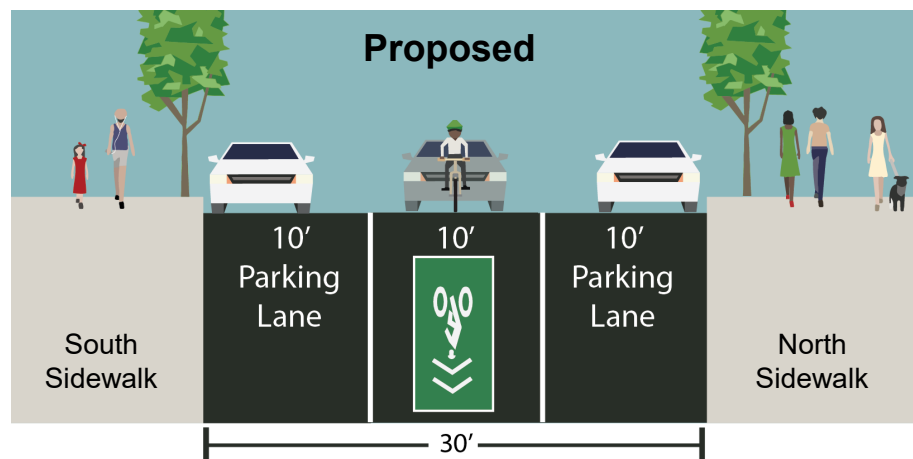 Proposed
10’
Parking
Lane
10’
10’
Parking
Lane
South
Sidewalk
North
Sidewalk
30’